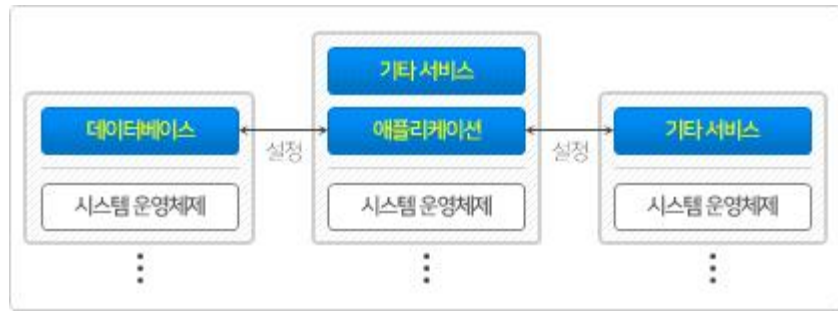 기타 서비스
데이터베이스
설정
애플리케이션
설정
기타 서비스
시스템 운영체제
시스템 운영체제
시스템 운영체제